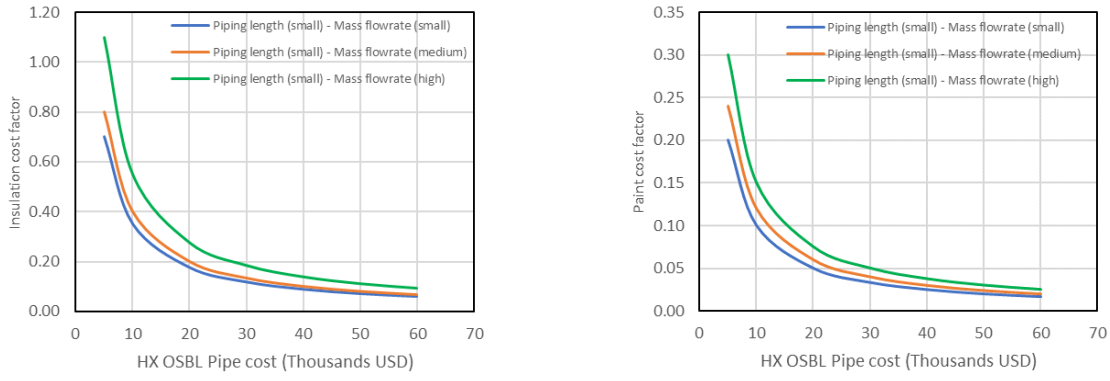 1.20
1.00
0.80
0.60
0.40
0.20
0.00
Insulation cost factor
Piping length (small) - Mass flowrate (small)
Piping length (small) - Mass flowrate (medium)
Piping length (small) - Mass flowrate (high)
0 10 20 30 40 50 60 70
HX OSBL Pipe cost (Thousands USD)
0.35
0.30
0.25
0.20
0.15
0.10
0.05
0.00
Paint cost factor
Piping length (small) - Mass flowrate (small)
Piping length (small) - Mass flowrate (medium)
Piping length (small) - Mass flowrate (high)
0 10 20 30 40 50 60 70
HX OSBL Pipe cost (Thousands USD)